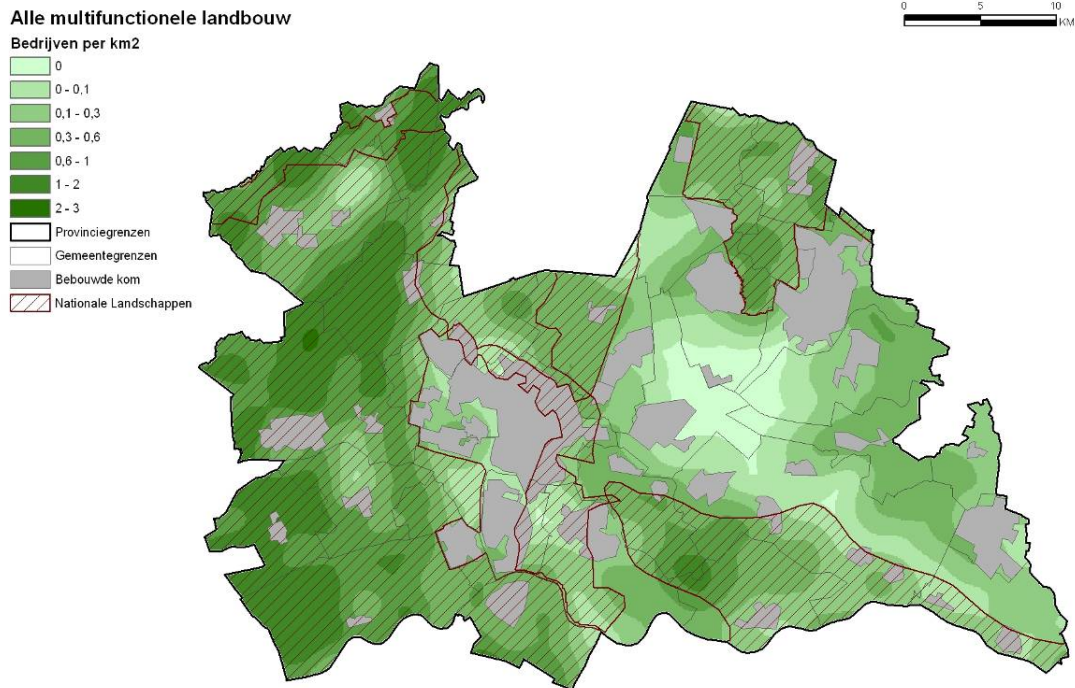 Alle multifunctionele landbouw
Bedrijven per km2
0
0 - 0,1
0,1 - 0,3
0,3 - 0,6
0,6 - 1
1 - 2
2 - 3
Provinciegrenzen
Gemeentegrenzen
Bebouwde kom
Nationale Landschappen
0 5 10
KM